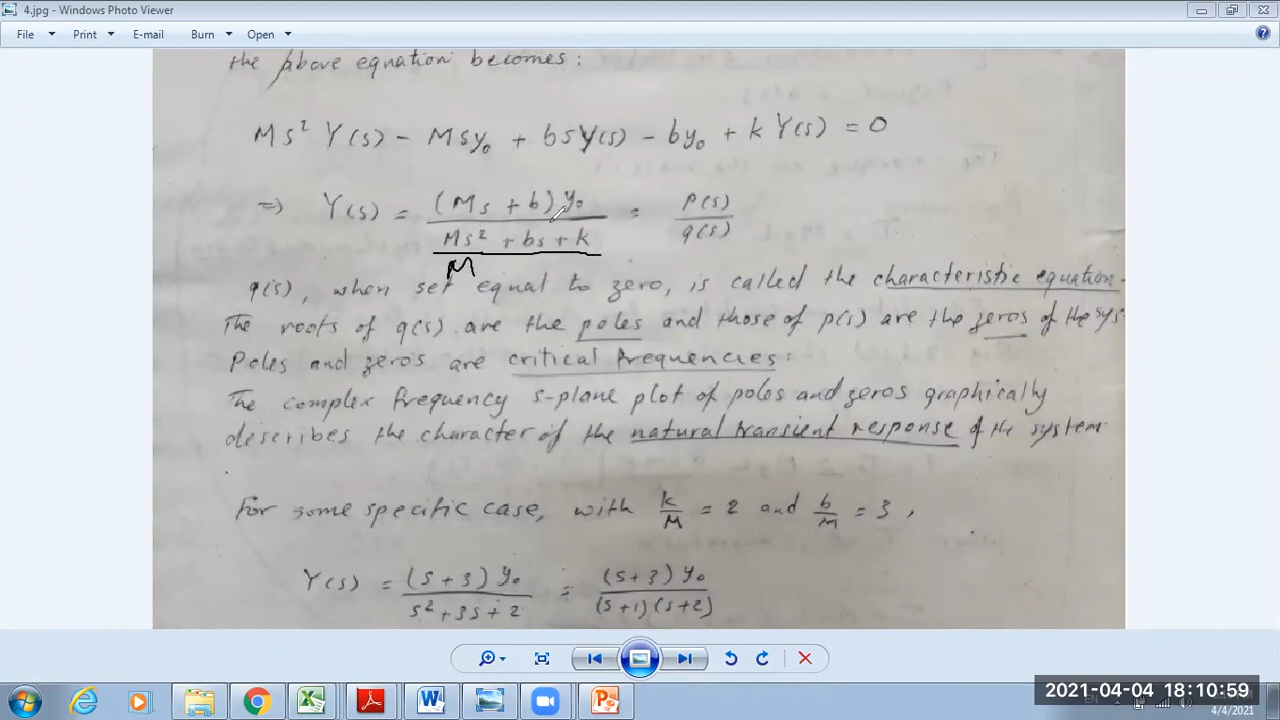 4.jpg - Windows Photo Viewer
File Print E-mail Burn Open
the above equation becomes:
Ms² Y(s) - Msy₀ + bsY(s) - by₀ + kY(s) = 0
⇒ Y(s) = (Ms + b) y₀ / Ms² + bs + k = p(s) / q(s)
M
q(s), when set equal to zero, is called the characteristic equation.
The roots of q(s) are the poles and those of p(s) are the zeros of the sys
Poles and zeros are critical frequencies.
The complex frequency s-plane plot of poles and zeros graphically
describes the character of the natural transient response of the system
For some specific case, with k/M = 2 and b/M = 3,
Y(s) = (s+3) y₀ / s² + 3s + 2 = (s+3) y₀ / (s+1)(s+2)
2021-04-04 18:10:59
EN
4/4/2021